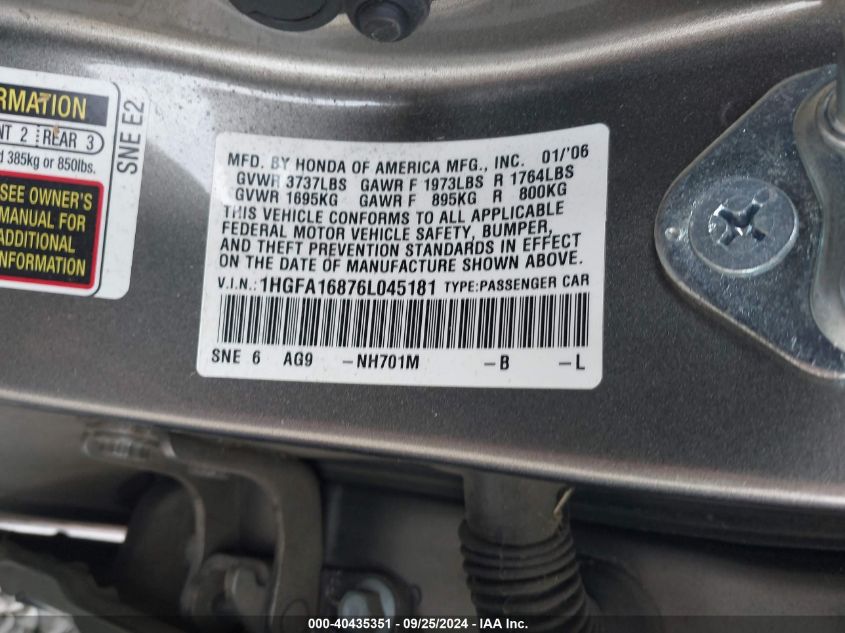 RMATION
NT 2 REAR 3
d 385kg or 850lbs.
SEE OWNER'S
MANUAL FOR
ADDITIONAL
INFORMATION
SNE E2
MFD. BY HONDA OF AMERICA MFG., INC. 01/'06
GVWR 3737LBS GAWR F 1973LBS R 1764LBS
GVWR 1695KG GAWR F 895KG R 800KG
THIS VEHICLE CONFORMS TO ALL APPLICABLE
FEDERAL MOTOR VEHICLE SAFETY, BUMPER,
AND THEFT PREVENTION STANDARDS IN EFFECT
ON THE DATE OF MANUFACTURE SHOWN ABOVE.
V.I.N.: 1HGFA16876L045181 TYPE:PASSENGER CAR
SNE 6 AG9 -NH701M -B -L
000-40435351 / 09/25/2024 / IAA Inc.